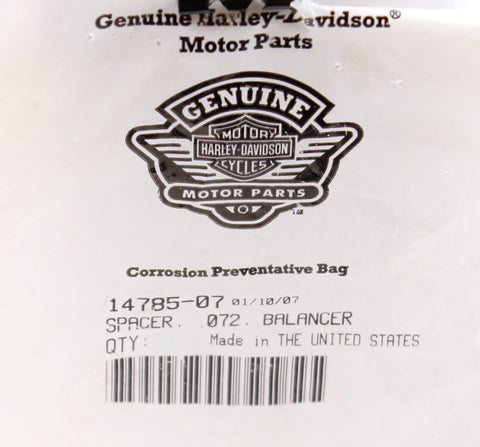 Genuine Harley-Davidson®
Motor Parts
GENUINE
MOTOR
HARLEY-DAVIDSON
CYCLES
MOTOR PARTS
TM
Corrosion Preventative Bag
14785-07 01/10/07
SPACER. .072. BALANCER
QTY: Made in THE UNITED STATES